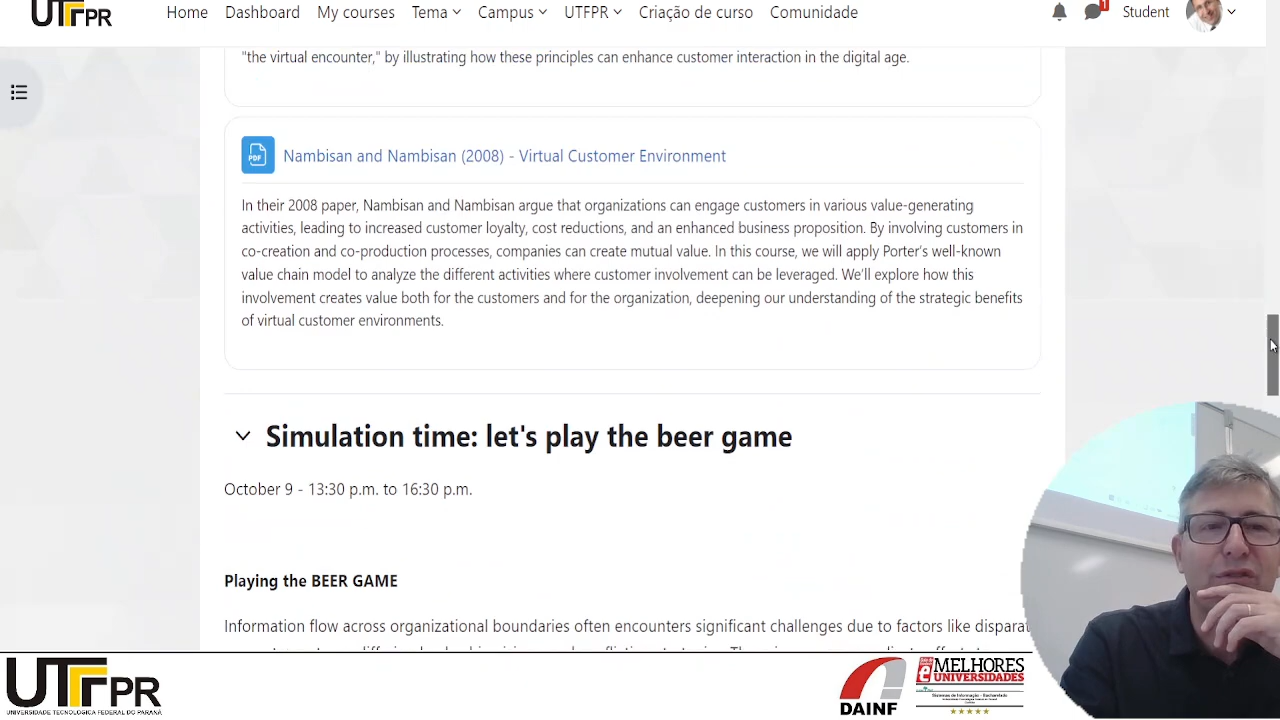 UTFPR
Home Dashboard My courses Tema Campus UTFPR Criação de curso Comunidade
1
Student
"the virtual encounter," by illustrating how these principles can enhance customer interaction in the digital age.
PDF
Nambisan and Nambisan (2008) - Virtual Customer Environment
In their 2008 paper, Nambisan and Nambisan argue that organizations can engage customers in various value-generating
activities, leading to increased customer loyalty, cost reductions, and an enhanced business proposition. By involving customers in
co-creation and co-production processes, companies can create mutual value. In this course, we will apply Porter's well-known
value chain model to analyze the different activities where customer involvement can be leveraged. We'll explore how this
involvement creates value both for the customers and for the organization, deepening our understanding of the strategic benefits
of virtual customer environments.
Simulation time: let's play the beer game
October 9 - 13:30 p.m. to 16:30 p.m.
Playing the BEER GAME
Information flow across organizational boundaries often encounters significant challenges due to factors like disparat
UTFPR
UNIVERSIDADE TECNOLÓGICA FEDERAL DO PARANÁ
DAINF
MELHORES
UNIVERSIDADES
Sistemas de Informação - Bacharelado